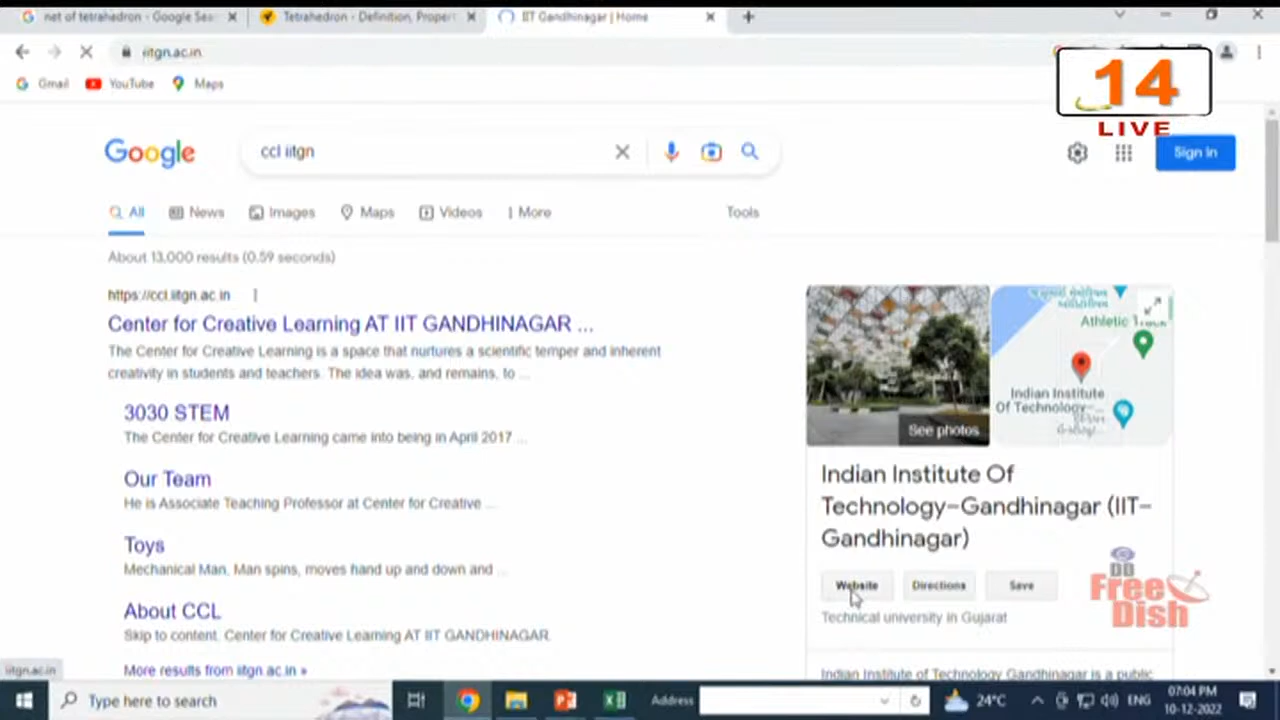 net of tetrahedron - Google Sea
Tetrahedron - Definition, Propert
IIT Gandhinagar | Home
iitgn.ac.in
Gmail
YouTube
Maps
14
LIVE
Google
ccl iitgn
Sign in
All
News
Images
Maps
Videos
More
Tools
About 13,000 results (0.59 seconds)
https://ccl.iitgn.ac.in
Center for Creative Learning AT IIT GANDHINAGAR ...
The Center for Creative Learning is a space that nurtures a scientific temper and inherent
creativity in students and teachers. The idea was, and remains, to ...
3030 STEM
The Center for Creative Learning came into being in April 2017 ...
Our Team
He is Associate Teaching Professor at Center for Creative ...
Toys
Mechanical Man. Man spins, moves hand up and down and ...
About CCL
Skip to content. Center for Creative Learning AT IIT GANDHINAGAR.
More results from iitgn.ac.in »
See photos
Athletic Track
Indian Institute
Of Technology-...
Indian Institute Of
Technology–Gandhinagar (IIT–
Gandhinagar)
Website
Directions
Save
Technical university in Gujarat
Indian Institute of Technology Gandhinagar is a public
DD
Free
Dish
iitgn.ac.in
Type here to search
Address
24°C
ENG
07:04 PM
10-12-2022